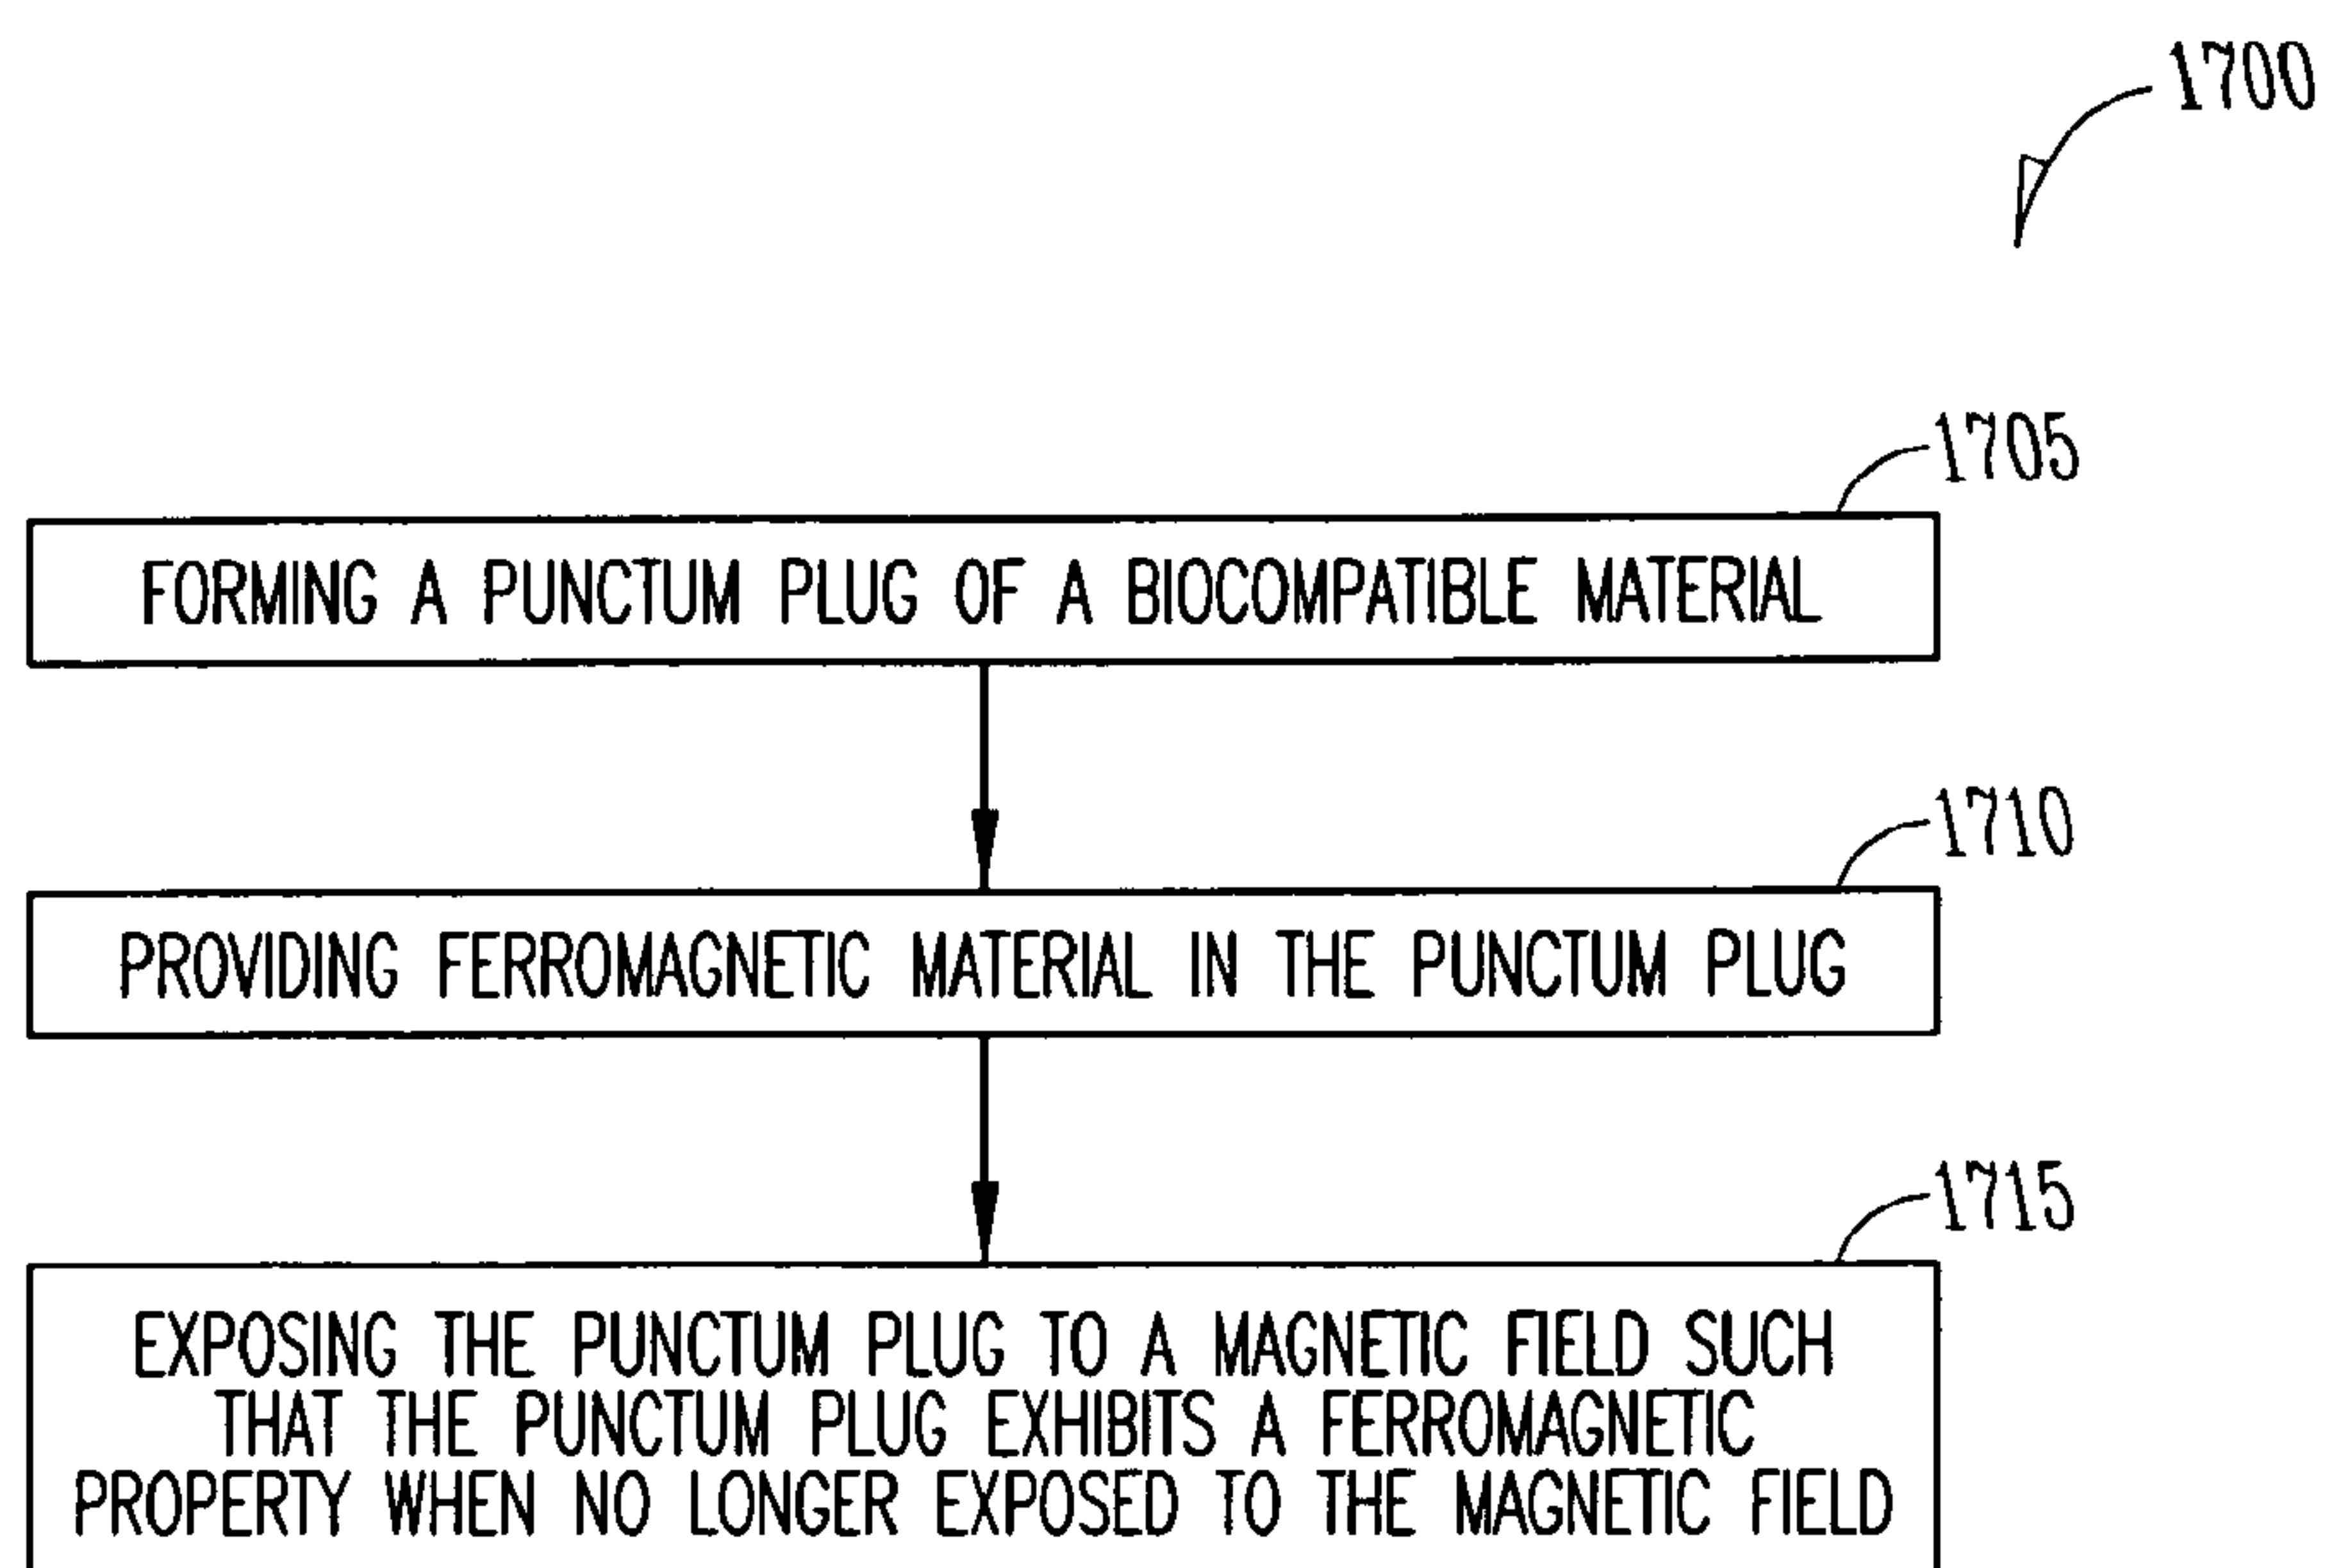 1700
1705
FORMING A PUNCTUM PLUG OF A BIOCOMPATIBLE MATERIAL
1710
PROVIDING FERROMAGNETIC MATERIAL IN THE PUNCTUM PLUG
1715
EXPOSING THE PUNCTUM PLUG TO A MAGNETIC FIELD SUCH
THAT THE PUNCTUM PLUG EXHIBITS A FERROMAGNETIC
PROPERTY WHEN NO LONGER EXPOSED TO THE MAGNETIC FIELD